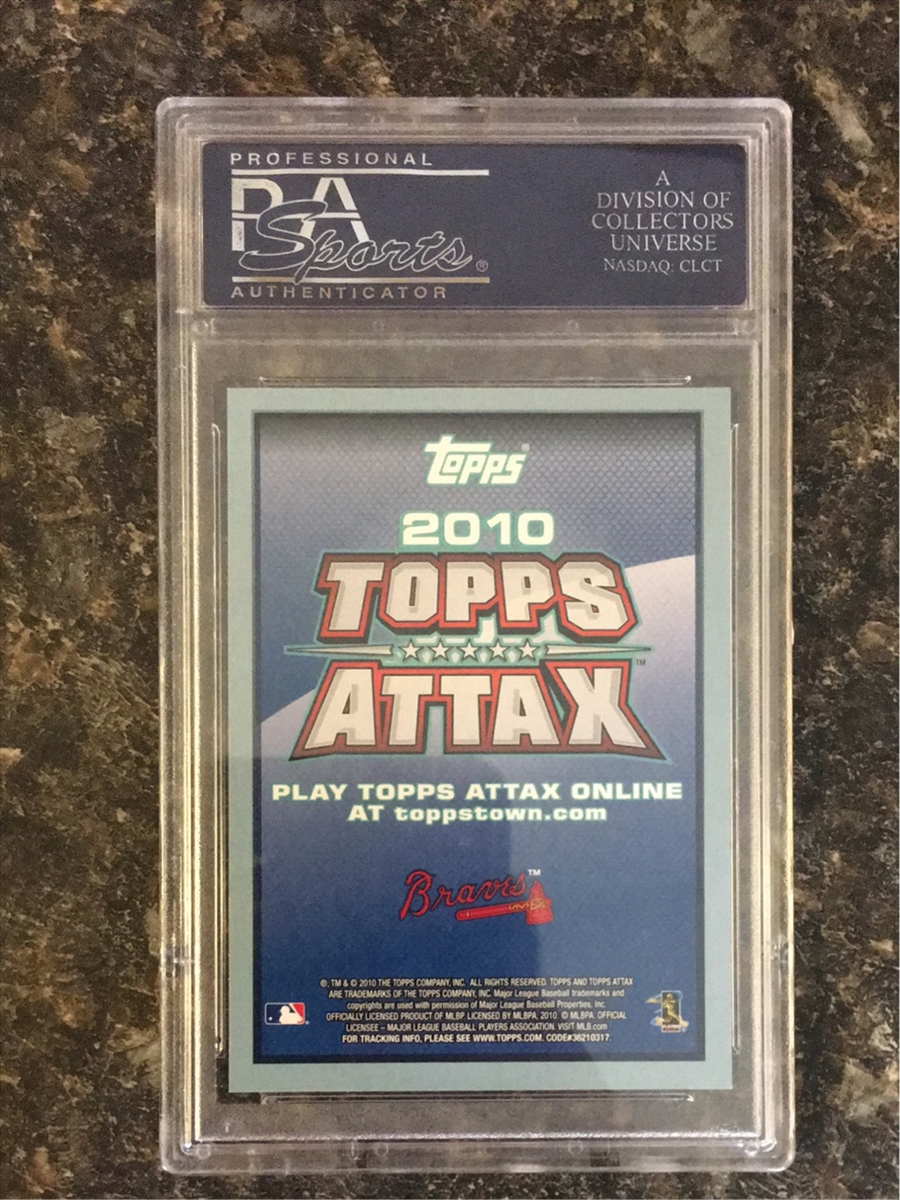 PROFESSIONAL
PSA
Sports®
AUTHENTICATOR
A
DIVISION OF
COLLECTORS
UNIVERSE
NASDAQ: CLCT
topps®
2010
TOPPS
ATTAX™
PLAY TOPPS ATTAX ONLINE
AT toppstown.com
Braves™
®, TM & © 2010 THE TOPPS COMPANY, INC. ALL RIGHTS RESERVED. TOPPS AND TOPPS ATTAX
ARE TRADEMARKS OF THE TOPPS COMPANY, INC. Major League Baseball trademarks and
copyrights are used with permission of Major League Baseball Properties, Inc.
OFFICIALLY LICENSED PRODUCT OF MLBP LICENSED BY MLBPA, 2010. © MLBPA. OFFICIAL
LICENSEE – MAJOR LEAGUE BASEBALL PLAYERS ASSOCIATION. VISIT MLB.com
FOR TRACKING INFO, PLEASE SEE WWW.TOPPS.COM. CODE#36210317.